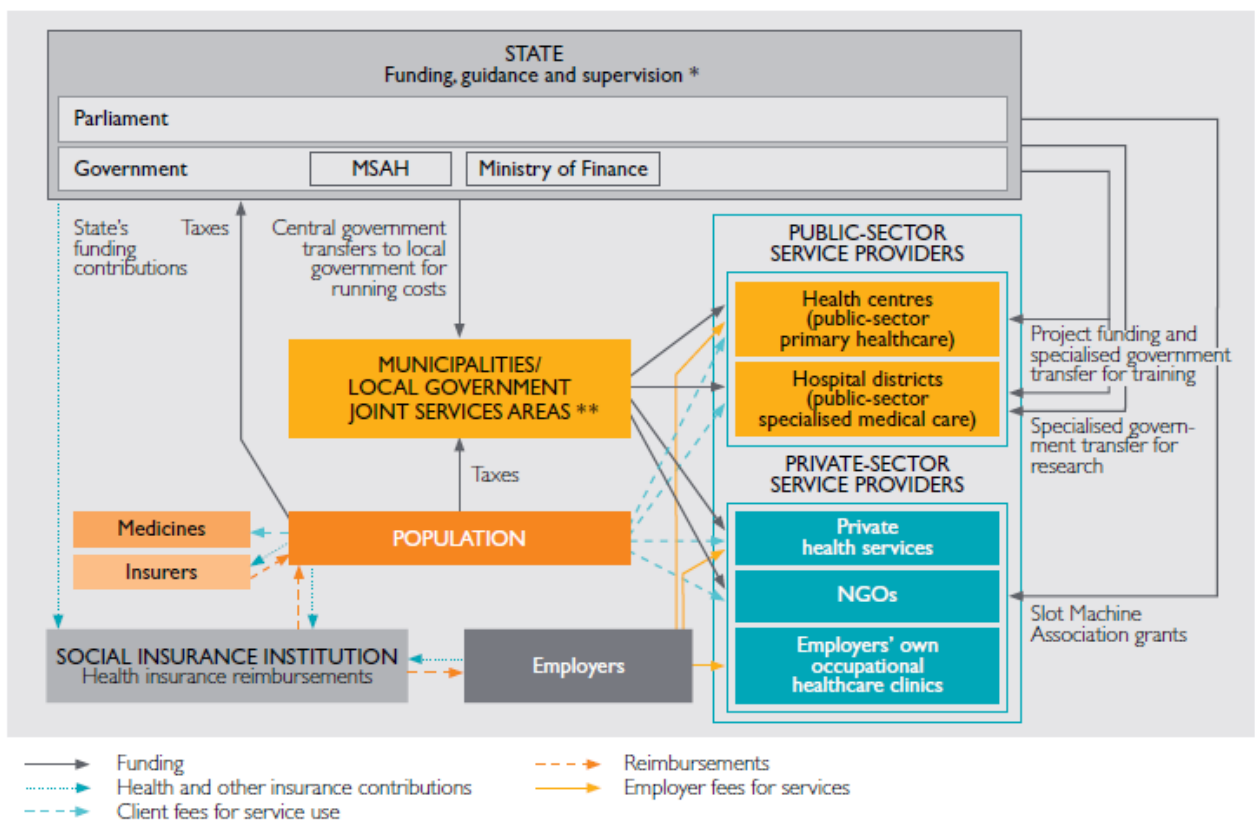 STATE
Funding, guidance and supervision *
Parliament
Government
MSAH
Ministry of Finance
State's
funding
contributions
Taxes
Central government
transfers to local
government for
running costs
PUBLIC-SECTOR
SERVICE PROVIDERS
Health centres
(public-sector
primary healthcare)
Hospital districts
(public-sector
specialised medical care)
Project funding and
specialised government
transfer for training
Specialised govern-
ment transfer for
research
MUNICIPALITIES/
LOCAL GOVERNMENT
JOINT SERVICES AREAS **
Taxes
PRIVATE-SECTOR
SERVICE PROVIDERS
Medicines
Insurers
POPULATION
Private
health services
NGOs
Slot Machine
Association grants
Employers' own
occupational
healthcare clinics
SOCIAL INSURANCE INSTITUTION
Health insurance reimbursements
Employers
Funding
Health and other insurance contributions
Client fees for service use
Reimbursements
Employer fees for services